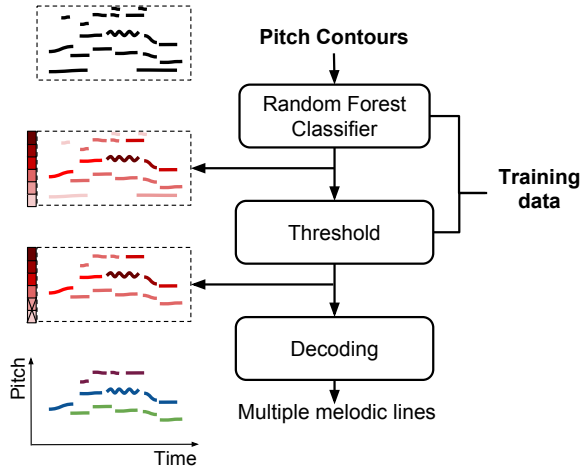 Pitch Contours
Random Forest
Classifier
Training
data
Threshold
Decoding
Multiple melodic lines
Pitch
Time